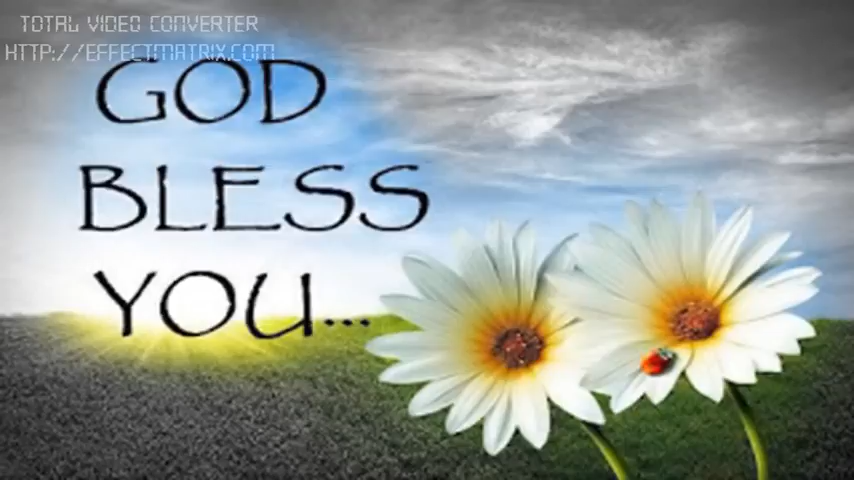 TOTAL VIDEO CONVERTER
HTTP://EFFECTMATRIX.COM
GOD
BLESS
YOU...